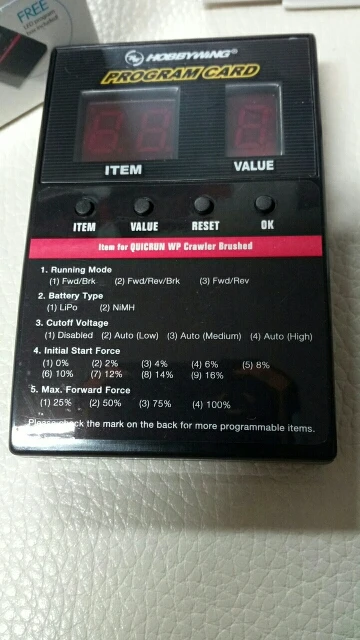 FREE
HOBBYWING®
PROGRAM CARD
ITEM VALUE
ITEM VALUE RESET OK
Item for QUICRUN WP Crawler Brushed
1. Running Mode
(1) Fwd/Brk (2) Fwd/Rev/Brk (3) Fwd/Rev
2. Battery Type
(1) LiPo (2) NiMH
3. Cutoff Voltage
(1) Disabled (2) Auto (Low) (3) Auto (Medium) (4) Auto (High)
4. Initial Start Force
(1) 0% (2) 2% (3) 4% (4) 6% (5) 8%
(6) 10% (7) 12% (8) 14% (9) 16%
5. Max. Forward Force
(1) 25% (2) 50% (3) 75% (4) 100%
Please check the mark on the back for more programmable items.